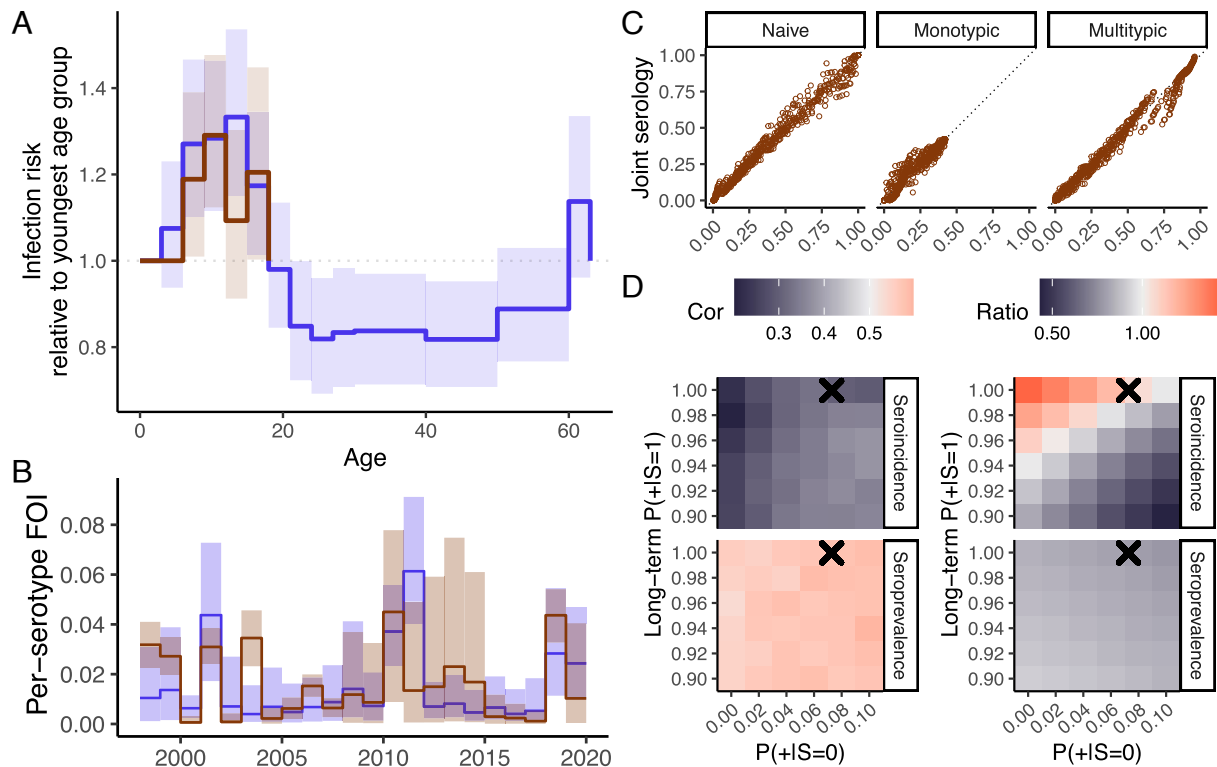 A
Infection risk
relative to youngest age group
1.4
1.2
1.0
0.8
0
20
40
60
Age
B
Per−serotype FOI
0.08
0.06
0.04
0.02
0.00
2000
2005
2010
2015
2020
C
Naive
Monotypic
Multitypic
Joint serology
1.00
0.75
0.50
0.25
0.00
0.00 0.25 0.50 0.75 1.00
0.00 0.25 0.50 0.75 1.00
0.00 0.25 0.50 0.75 1.00
D
Cor
0.3 0.4 0.5
Ratio
0.50 1.00
Long−term P(+|S=1)
1.00
0.98
0.96
0.94
0.92
0.90
Seroincidence
1.00
0.98
0.96
0.94
0.92
0.90
Seroprevalence
0.00 0.02 0.04 0.06 0.08 0.10
P(+|S=0)
Long−term P(+|S=1)
1.00
0.98
0.96
0.94
0.92
0.90
Seroincidence
1.00
0.98
0.96
0.94
0.92
0.90
Seroprevalence
0.00 0.02 0.04 0.06 0.08 0.10
P(+|S=0)